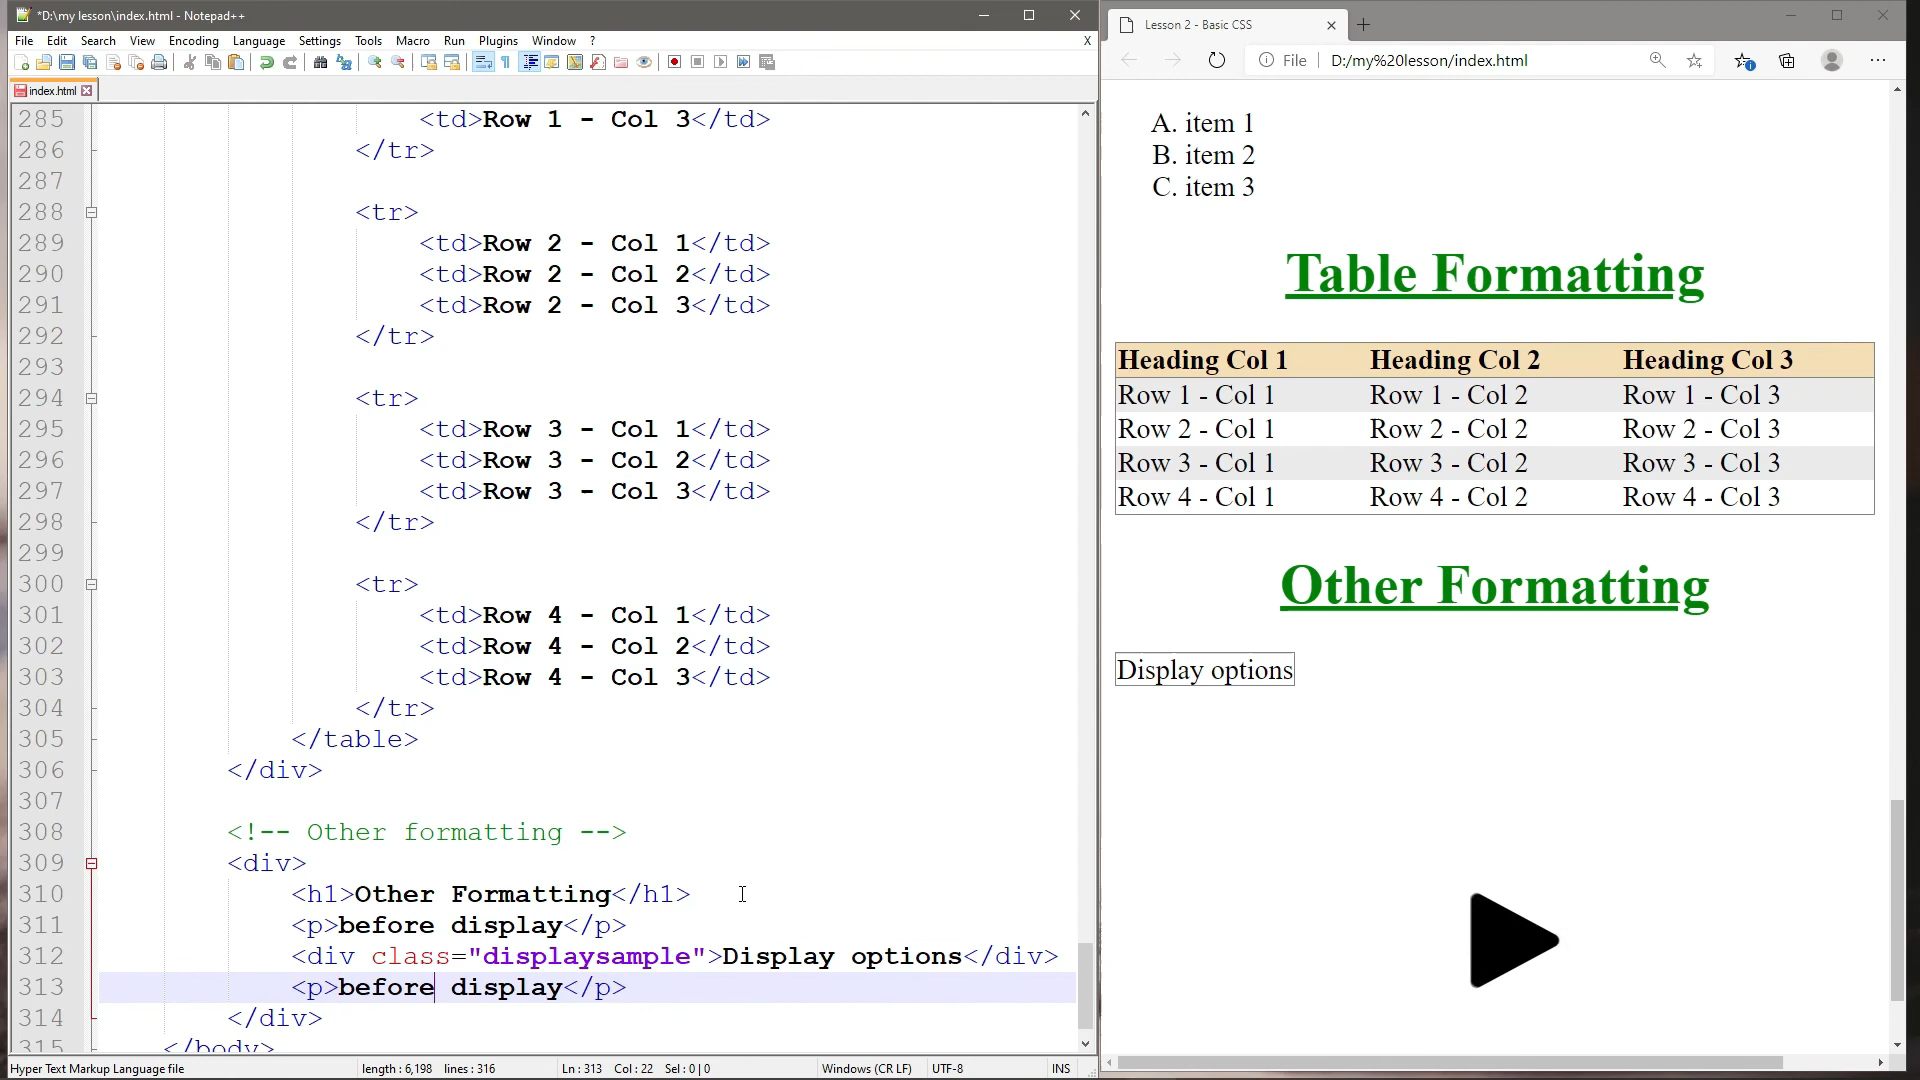 *D:\my lesson\index.html - Notepad++
File Edit Search View Encoding Language Settings Tools Macro Run Plugins Window ? X
index.html
285 <td>Row 1 - Col 3</td>
286 </tr>
287
288 <tr>
289 <td>Row 2 - Col 1</td>
290 <td>Row 2 - Col 2</td>
291 <td>Row 2 - Col 3</td>
292 </tr>
293
294 <tr>
295 <td>Row 3 - Col 1</td>
296 <td>Row 3 - Col 2</td>
297 <td>Row 3 - Col 3</td>
298 </tr>
299
300 <tr>
301 <td>Row 4 - Col 1</td>
302 <td>Row 4 - Col 2</td>
303 <td>Row 4 - Col 3</td>
304 </tr>
305 </table>
306 </div>
307
308 <!-- Other formatting -->
309 <div>
310 <h1>Other Formatting</h1>
311 <p>before display</p>
312 <div class="displaysample">Display options</div>
313 <p>before display</p>
314 </div>
315 </body>
Hyper Text Markup Language file length : 6,198 lines : 316 Ln : 313 Col : 22 Sel : 0 | 0 Windows (CR LF) UTF-8 INS
Lesson 2 - Basic CSS
File D:/my%20lesson/index.html
A. item 1
B. item 2
C. item 3
Table Formatting
Heading Col 1 Heading Col 2 Heading Col 3
Row 1 - Col 1 Row 1 - Col 2 Row 1 - Col 3
Row 2 - Col 1 Row 2 - Col 2 Row 2 - Col 3
Row 3 - Col 1 Row 3 - Col 2 Row 3 - Col 3
Row 4 - Col 1 Row 4 - Col 2 Row 4 - Col 3
Other Formatting
Display options